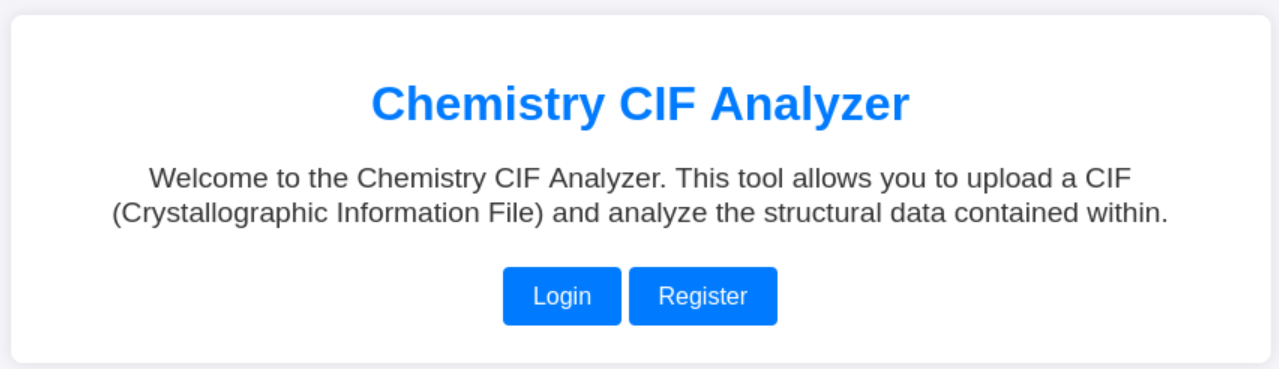 Chemistry CIF Analyzer
Welcome to the Chemistry CIF Analyzer. This tool allows you to upload a CIF
(Crystallographic Information File) and analyze the structural data contained within.
Login Register